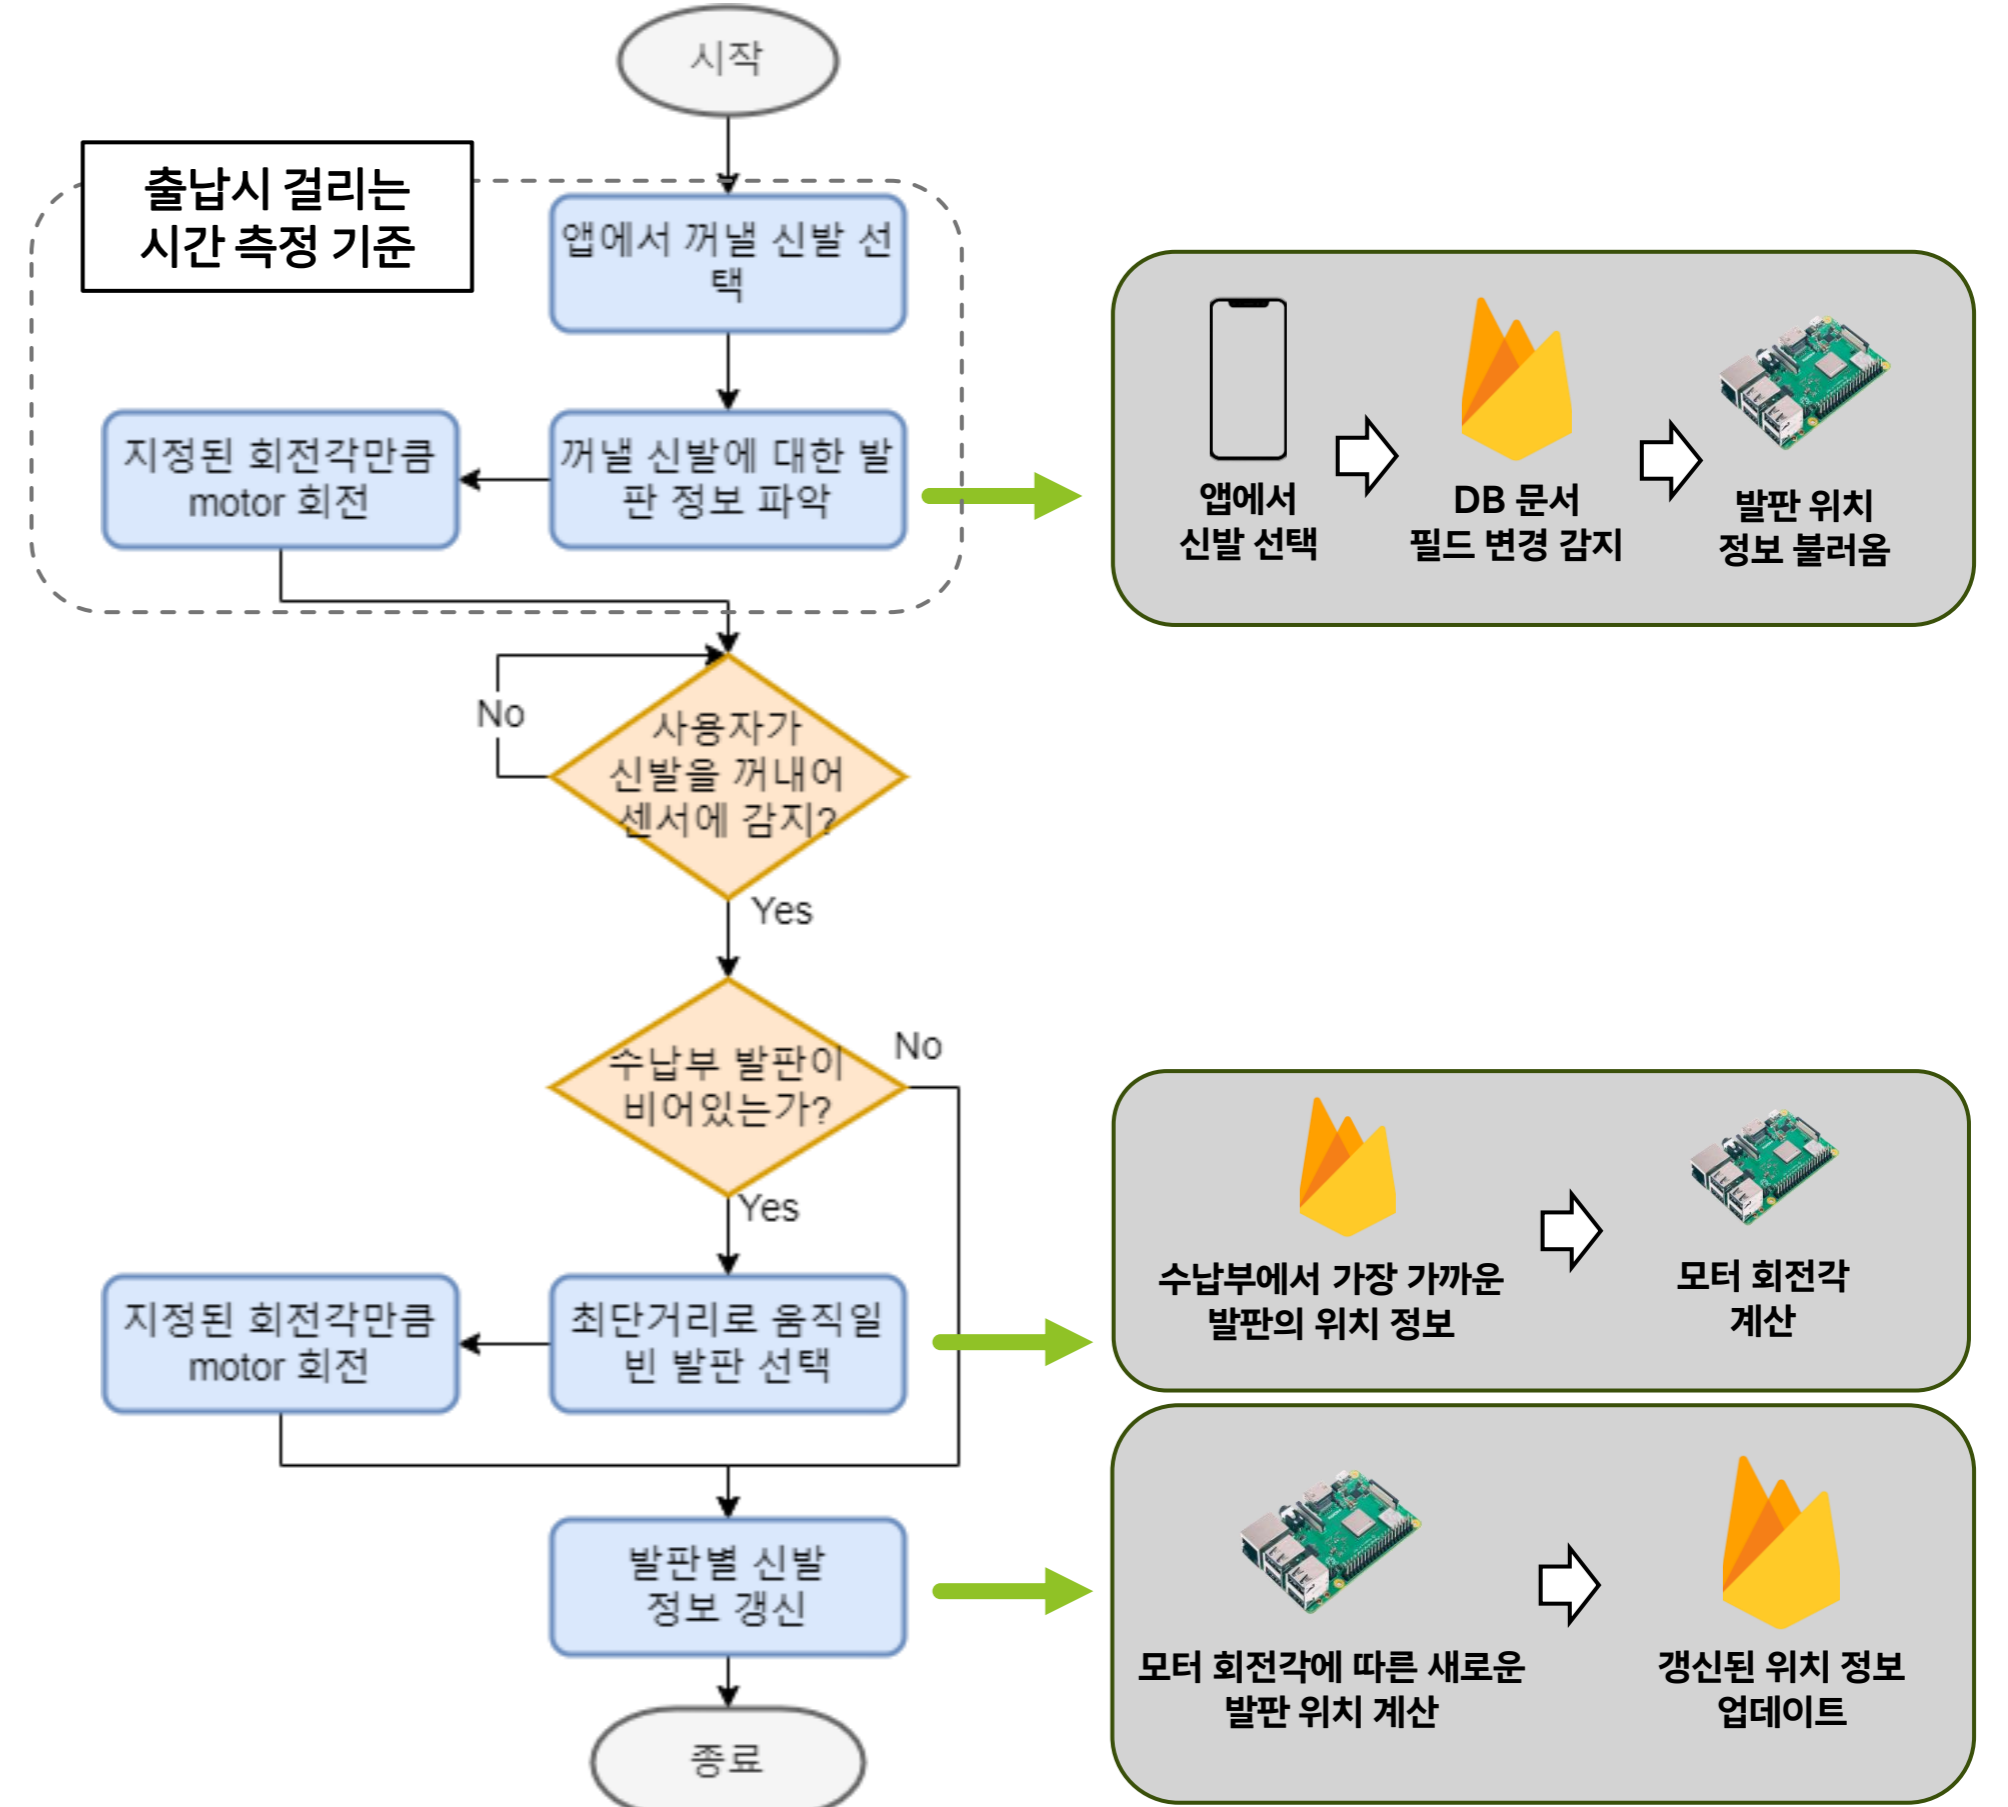 시작
출납시 걸리는
시간 측정 기준
앱에서 꺼낼 신발 선
택
지정된 회전각만큼
motor 회전
꺼낼 신발에 대한 발
판 정보 파악
앱에서
신발 선택
DB 문서
필드 변경 감지
발판 위치
정보 불러옴
No
사용자가
신발을 꺼내어
센서에 감지?
Yes
수납부 발판이
비어있는가?
No
Yes
지정된 회전각만큼
motor 회전
최단거리로 움직일
빈 발판 선택
수납부에서 가장 가까운
발판의 위치 정보
모터 회전각
계산
발판별 신발
정보 갱신
모터 회전각에 따른 새로운
발판 위치 계산
갱신된 위치 정보
업데이트
종료